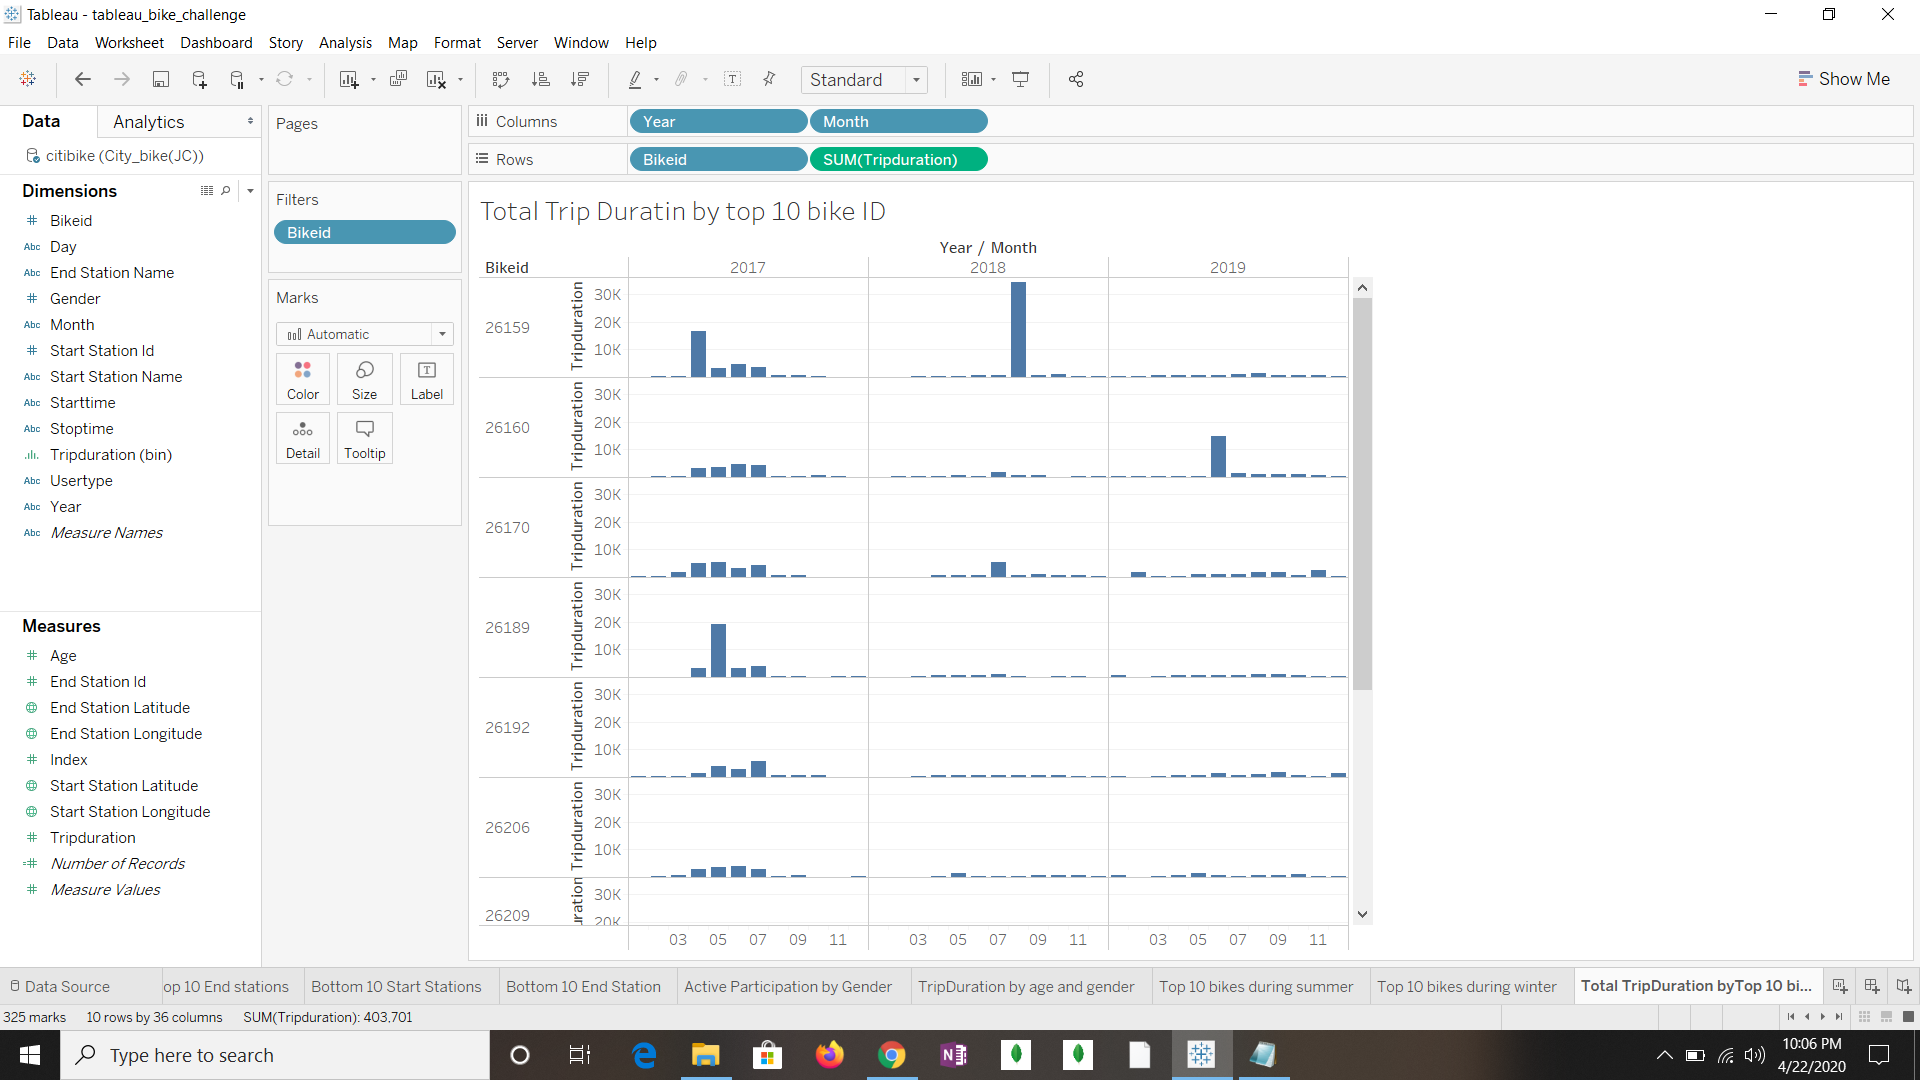 Tableau - tableau_bike_challenge
File Data Worksheet Dashboard Story Analysis Map Format Server Window Help
Standard
Show Me
Data Analytics
citibike (City_bike(JC))
Dimensions
# Bikeid
Abc Day
Abc End Station Name
# Gender
Abc Month
# Start Station Id
Abc Start Station Name
Abc Starttime
Abc Stoptime
Tripduration (bin)
Abc Usertype
Abc Year
Abc Measure Names
Measures
# Age
# End Station Id
End Station Latitude
End Station Longitude
# Index
Start Station Latitude
Start Station Longitude
# Tripduration
=# Number of Records
# Measure Values
Pages
Filters
Bikeid
Marks
Automatic
Color Size Label
Detail Tooltip
Columns Year Month
Rows Bikeid SUM(Tripduration)
Total Trip Duratin by top 10 bike ID
Year / Month
Bikeid 2017 2018 2019
26159 Tripduration 30K 20K 10K
26160 Tripduration 30K 20K 10K
26170 Tripduration 30K 20K 10K
26189 Tripduration 30K 20K 10K
26192 Tripduration 30K 20K 10K
26206 Tripduration 30K 20K 10K
26209 uration 30K 20K
03 05 07 09 11 03 05 07 09 11 03 05 07 09 11
Data Source op 10 End stations Bottom 10 Start Stations Bottom 10 End Station Active Participation by Gender TripDuration by age and gender Top 10 bikes during summer Top 10 bikes during winter Total TripDuration byTop 10 bi...
325 marks 10 rows by 36 columns SUM(Tripduration): 403,701
Type here to search
10:06 PM
4/22/2020